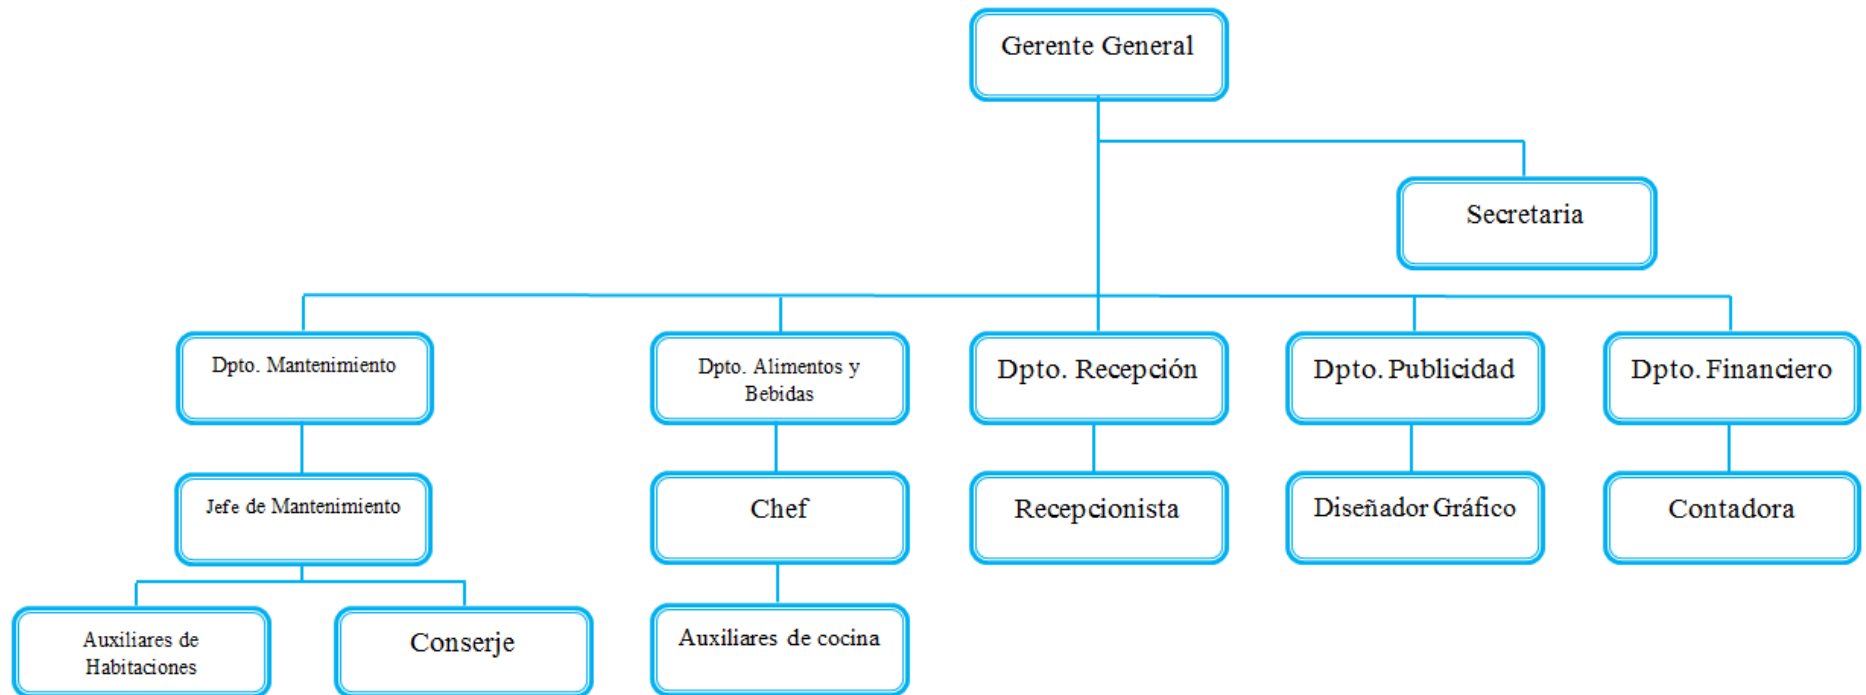 Gerente General
Secretaria
Dpto. Mantenimiento
Dpto. Alimentos y
Bebidas
Dpto. Recepción
Dpto. Publicidad
Dpto. Financiero
Jefe de Mantenimiento
Chef
Recepcionista
Diseñador Gráfico
Contadora
Auxiliares de
Habitaciones
Conserje
Auxiliares de cocina